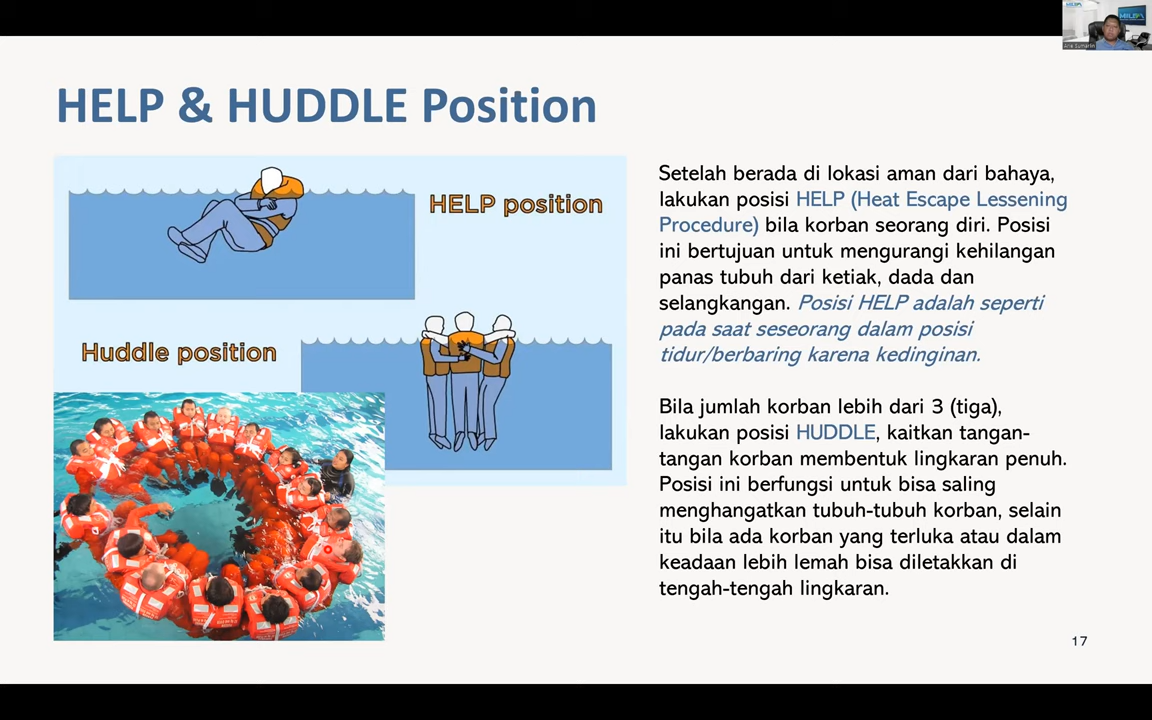 HELP & HUDDLE Position
HELP position
Huddle position
Setelah berada di lokasi aman dari bahaya,
lakukan posisi HELP (Heat Escape Lessening
Procedure) bila korban seorang diri. Posisi
ini bertujuan untuk mengurangi kehilangan
panas tubuh dari ketiak, dada dan
selangkangan. Posisi HELP adalah seperti
pada saat seseorang dalam posisi
tidur/berbaring karena kedinginan.
Bila jumlah korban lebih dari 3 (tiga),
lakukan posisi HUDDLE, kaitkan tangan-
tangan korban membentuk lingkaran penuh.
Posisi ini berfungsi untuk bisa saling
menghangatkan tubuh-tubuh korban, selain
itu bila ada korban yang terluka atau dalam
keadaan lebih lemah bisa diletakkan di
tengah-tengah lingkaran.
17